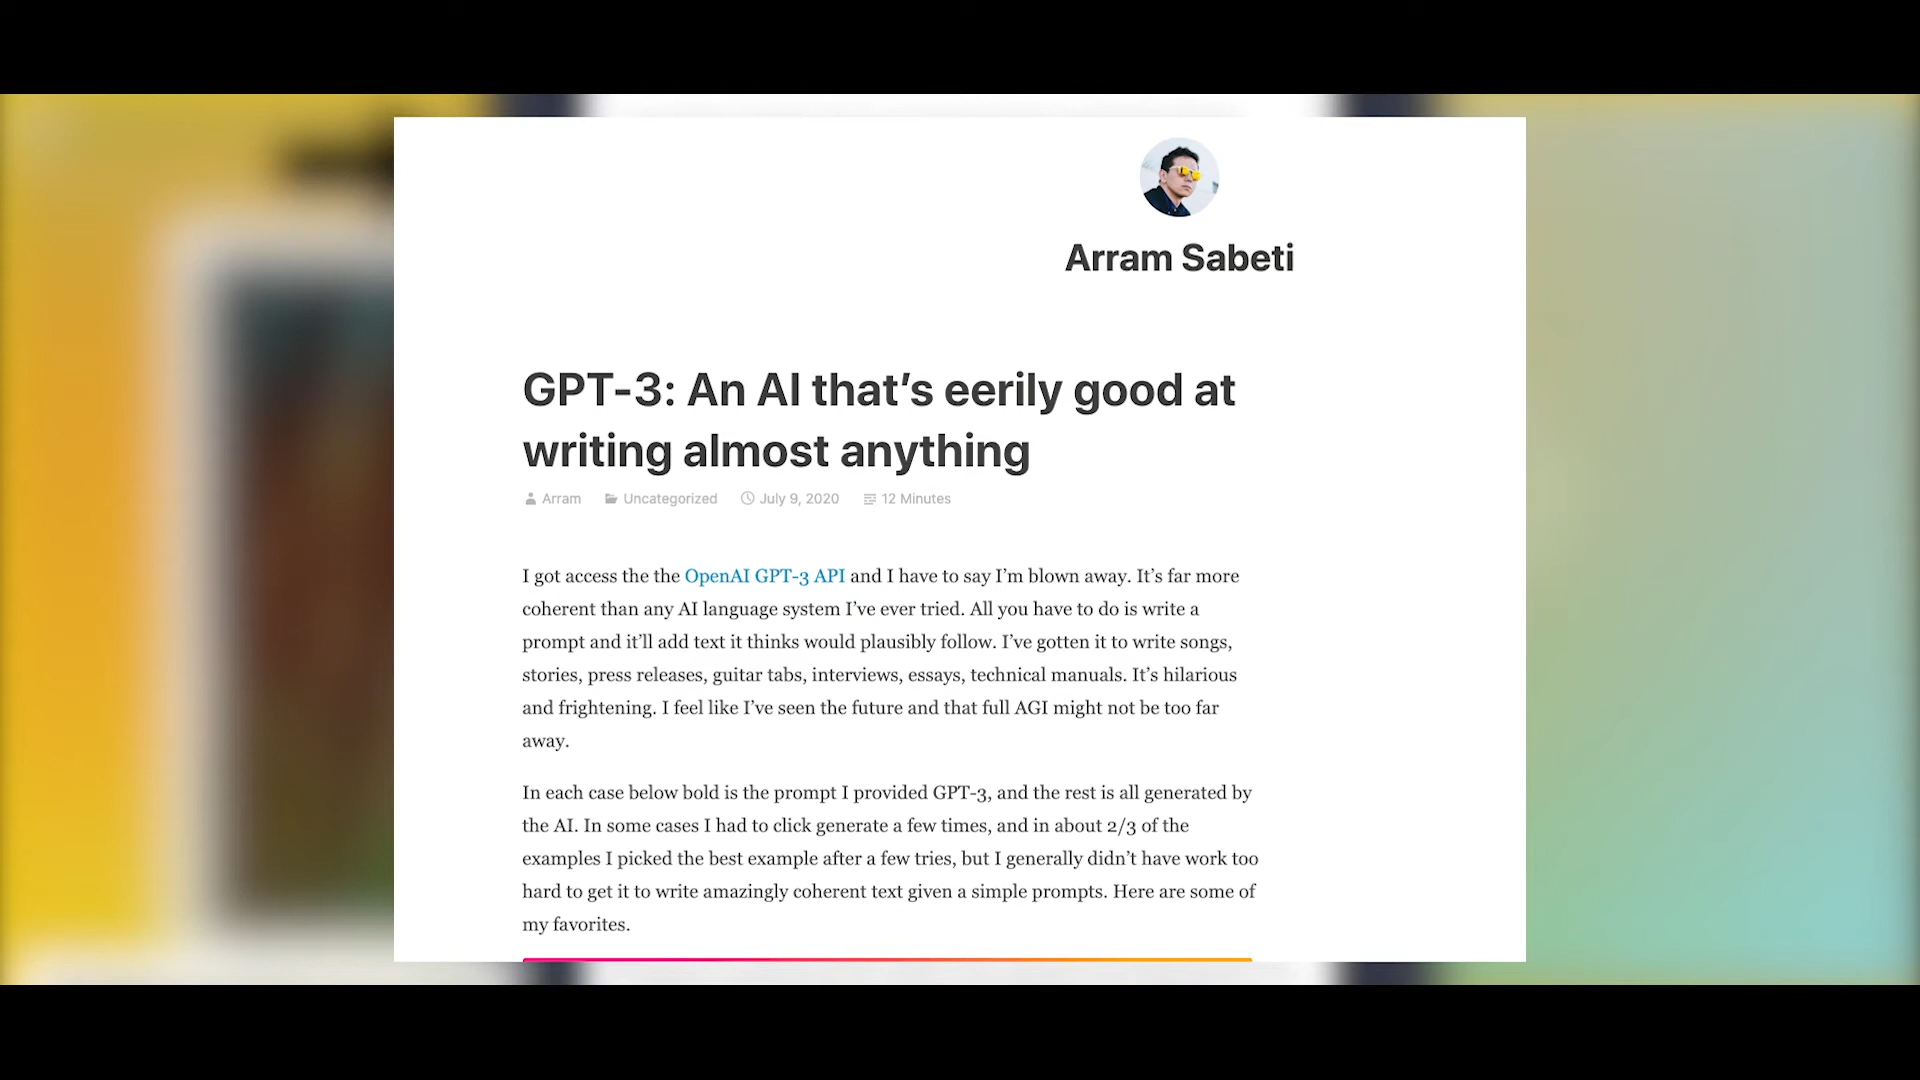 Arram Sabeti
GPT-3: An AI that’s eerily good at
writing almost anything
Arram Uncategorized July 9, 2020 12 Minutes
I got access the the OpenAI GPT-3 API and I have to say I’m blown away. It’s far more
coherent than any AI language system I’ve ever tried. All you have to do is write a
prompt and it’ll add text it thinks would plausibly follow. I’ve gotten it to write songs,
stories, press releases, guitar tabs, interviews, essays, technical manuals. It’s hilarious
and frightening. I feel like I’ve seen the future and that full AGI might not be too far
away.
In each case below bold is the prompt I provided GPT-3, and the rest is all generated by
the AI. In some cases I had to click generate a few times, and in about 2/3 of the
examples I picked the best example after a few tries, but I generally didn’t have work too
hard to get it to write amazingly coherent text given a simple prompts. Here are some of
my favorites.